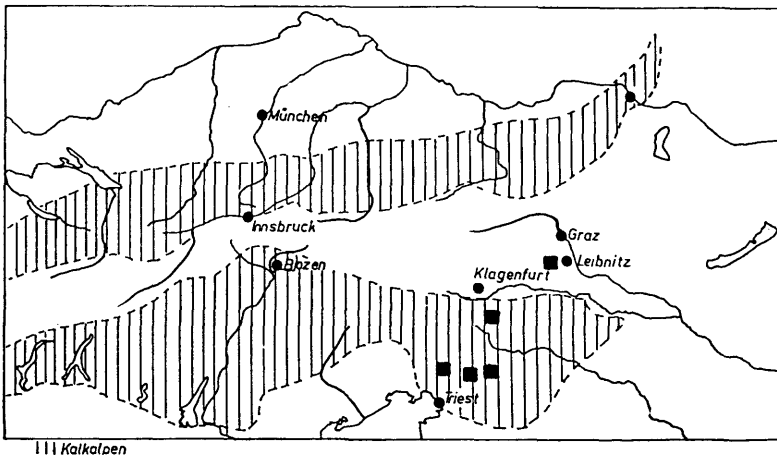 München
Innsbruck
Graz
Bozen
Leibnitz
Klagenfurt
Triest
||| Kalkalpen